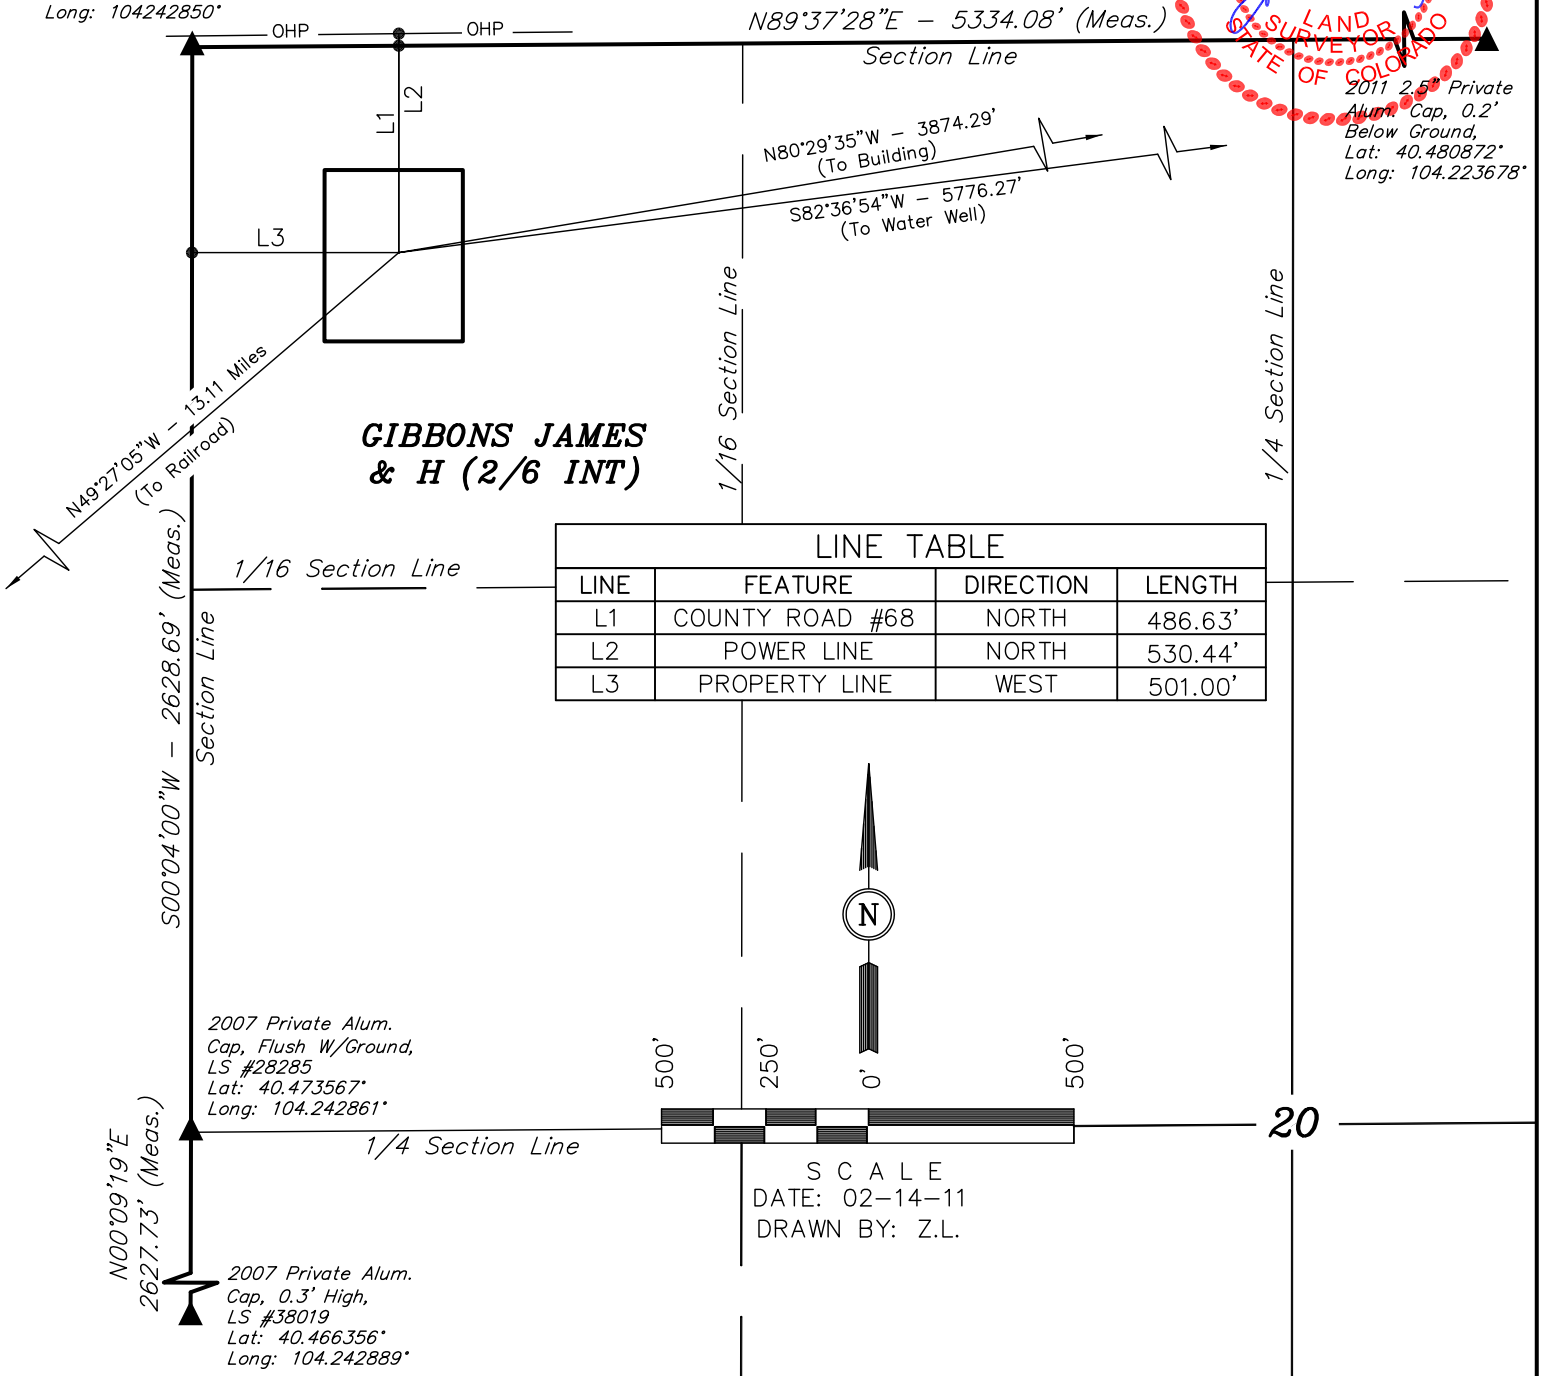 Long: 104242850°
OHP
OHP
N89°37'28"E - 5334.08' (Meas.)
Section Line
LAND
SURVEYOR
STATE OF COLORADO
2011 2.5" Private
Alum. Cap, 0.2'
Below Ground,
Lat: 40.480872°
Long: 104.223678°
L1
L2
L3
N80°29'35"W - 3874.29'
(To Building)
S82°36'54"W - 5776.27'
(To Water Well)
1/16 Section Line
1/4 Section Line
N49°27'05"W - 13.11 Miles
(To Railroad)
GIBBONS JAMES
& H (2/6 INT)
S00°04'00"W - 2628.69' (Meas.)
Section Line
1/16 Section Line
LINE TABLE
LINE FEATURE DIRECTION LENGTH
L1 COUNTY ROAD #68 NORTH 486.63'
L2 POWER LINE NORTH 530.44'
L3 PROPERTY LINE WEST 501.00'
N
2007 Private Alum.
Cap, Flush W/Ground,
LS #28285
Lat: 40.473567°
Long: 104.242861°
500' 250' 0' 500'
1/4 Section Line
20
SCALE
DATE: 02-14-11
DRAWN BY: Z.L.
N00°09'19"E
2627.73' (Meas.)
2007 Private Alum.
Cap, 0.3' High,
LS #38019
Lat: 40.466356°
Long: 104.242889°